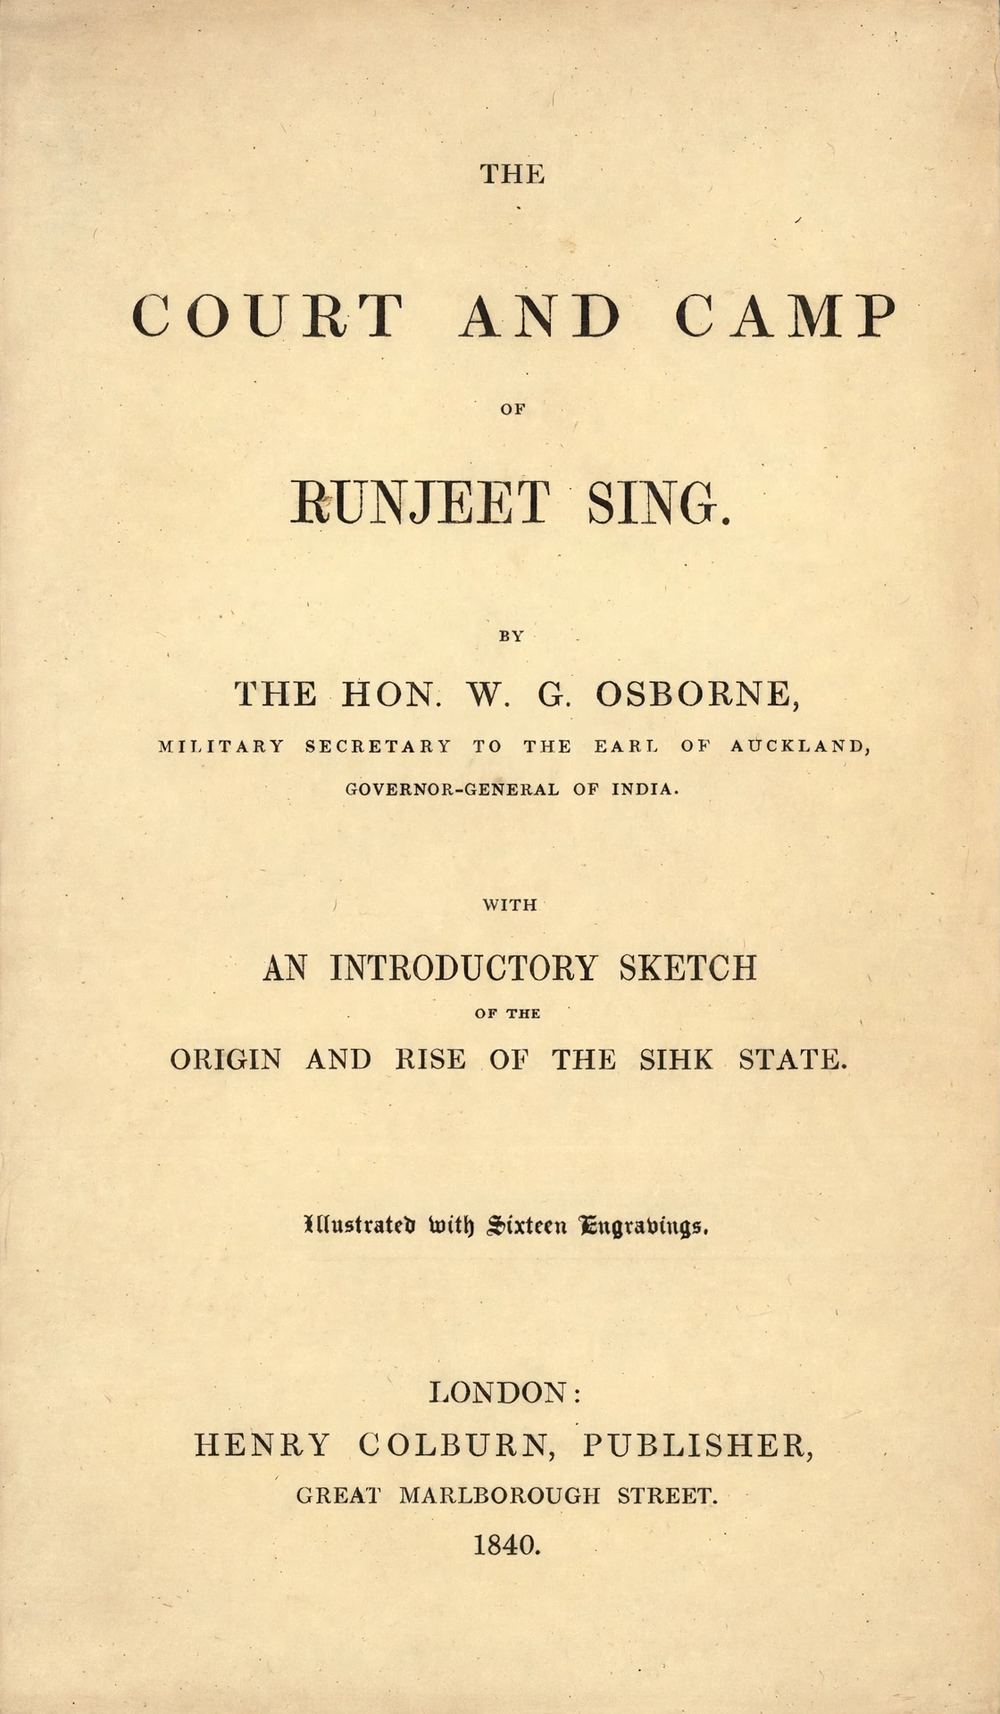 THE
COURT AND CAMP
OF
RUNJEET SING.
BY
THE HON. W. G. OSBORNE,
MILITARY SECRETARY TO THE EARL OF AUCKLAND,
GOVERNOR-GENERAL OF INDIA.
WITH
AN INTRODUCTORY SKETCH
OF THE
ORIGIN AND RISE OF THE SIHK STATE.
Illustrated with Sixteen Engravings.
LONDON:
HENRY COLBURN, PUBLISHER,
GREAT MARLBOROUGH STREET.
1840.